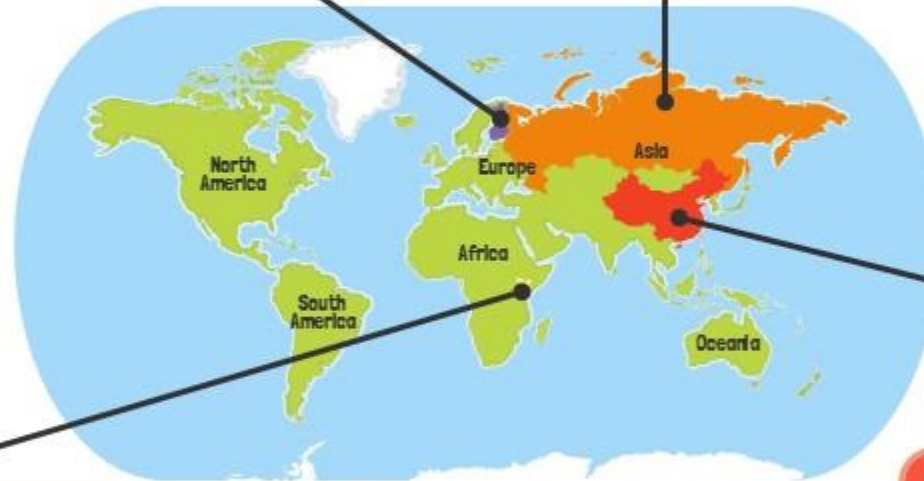 North
America
Europe
Asia
Africa
South
America
Oceania